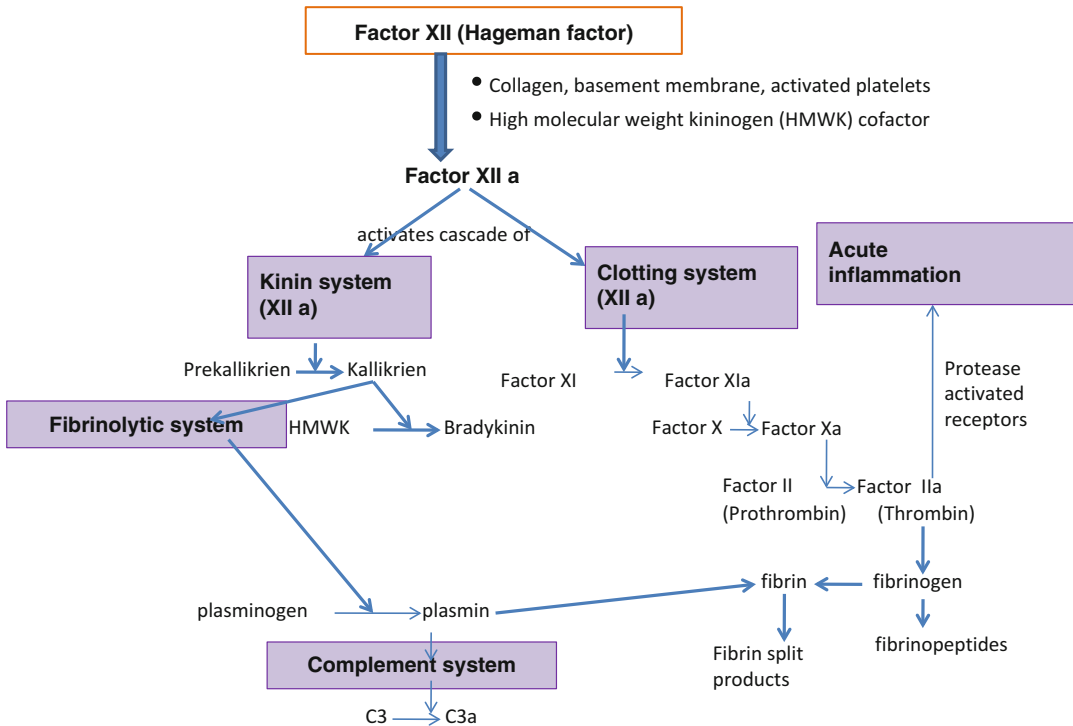 Factor XII (Hageman factor)
• Collagen, basement membrane, activated platelets
• High molecular weight kininogen (HMWK) cofactor
Factor XII a
activates cascade of
Kinin system
(XII a)
Clotting system
(XII a)
Acute
inflammation
Prekallikrien
Kallikrien
Factor XI
Factor XIa
Protease
activated
receptors
Fibrinolytic system
HMWK
Bradykinin
Factor X
Factor Xa
Factor II
(Prothrombin)
Factor IIa
(Thrombin)
plasminogen
plasmin
fibrin
fibrinogen
Fibrin split
products
fibrinopeptides
Complement system
C3
C3a